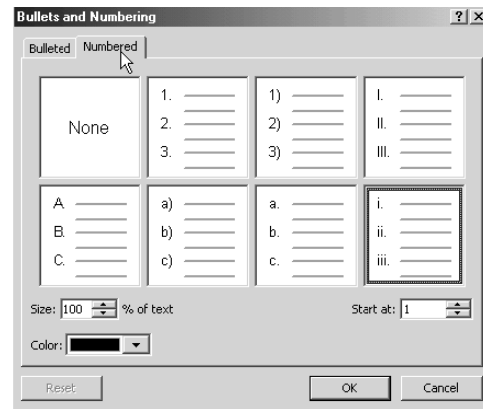 Bullets and Numbering ? ×
Bulleted Numbered
None
1.
2.
3.
1)
2)
3)
I.
II.
III.
A.
B.
C.
a)
b)
c)
a.
b.
c.
i.
ii.
iii.
Size: 100 % of text Start at: 1
Color:
Reset OK Cancel